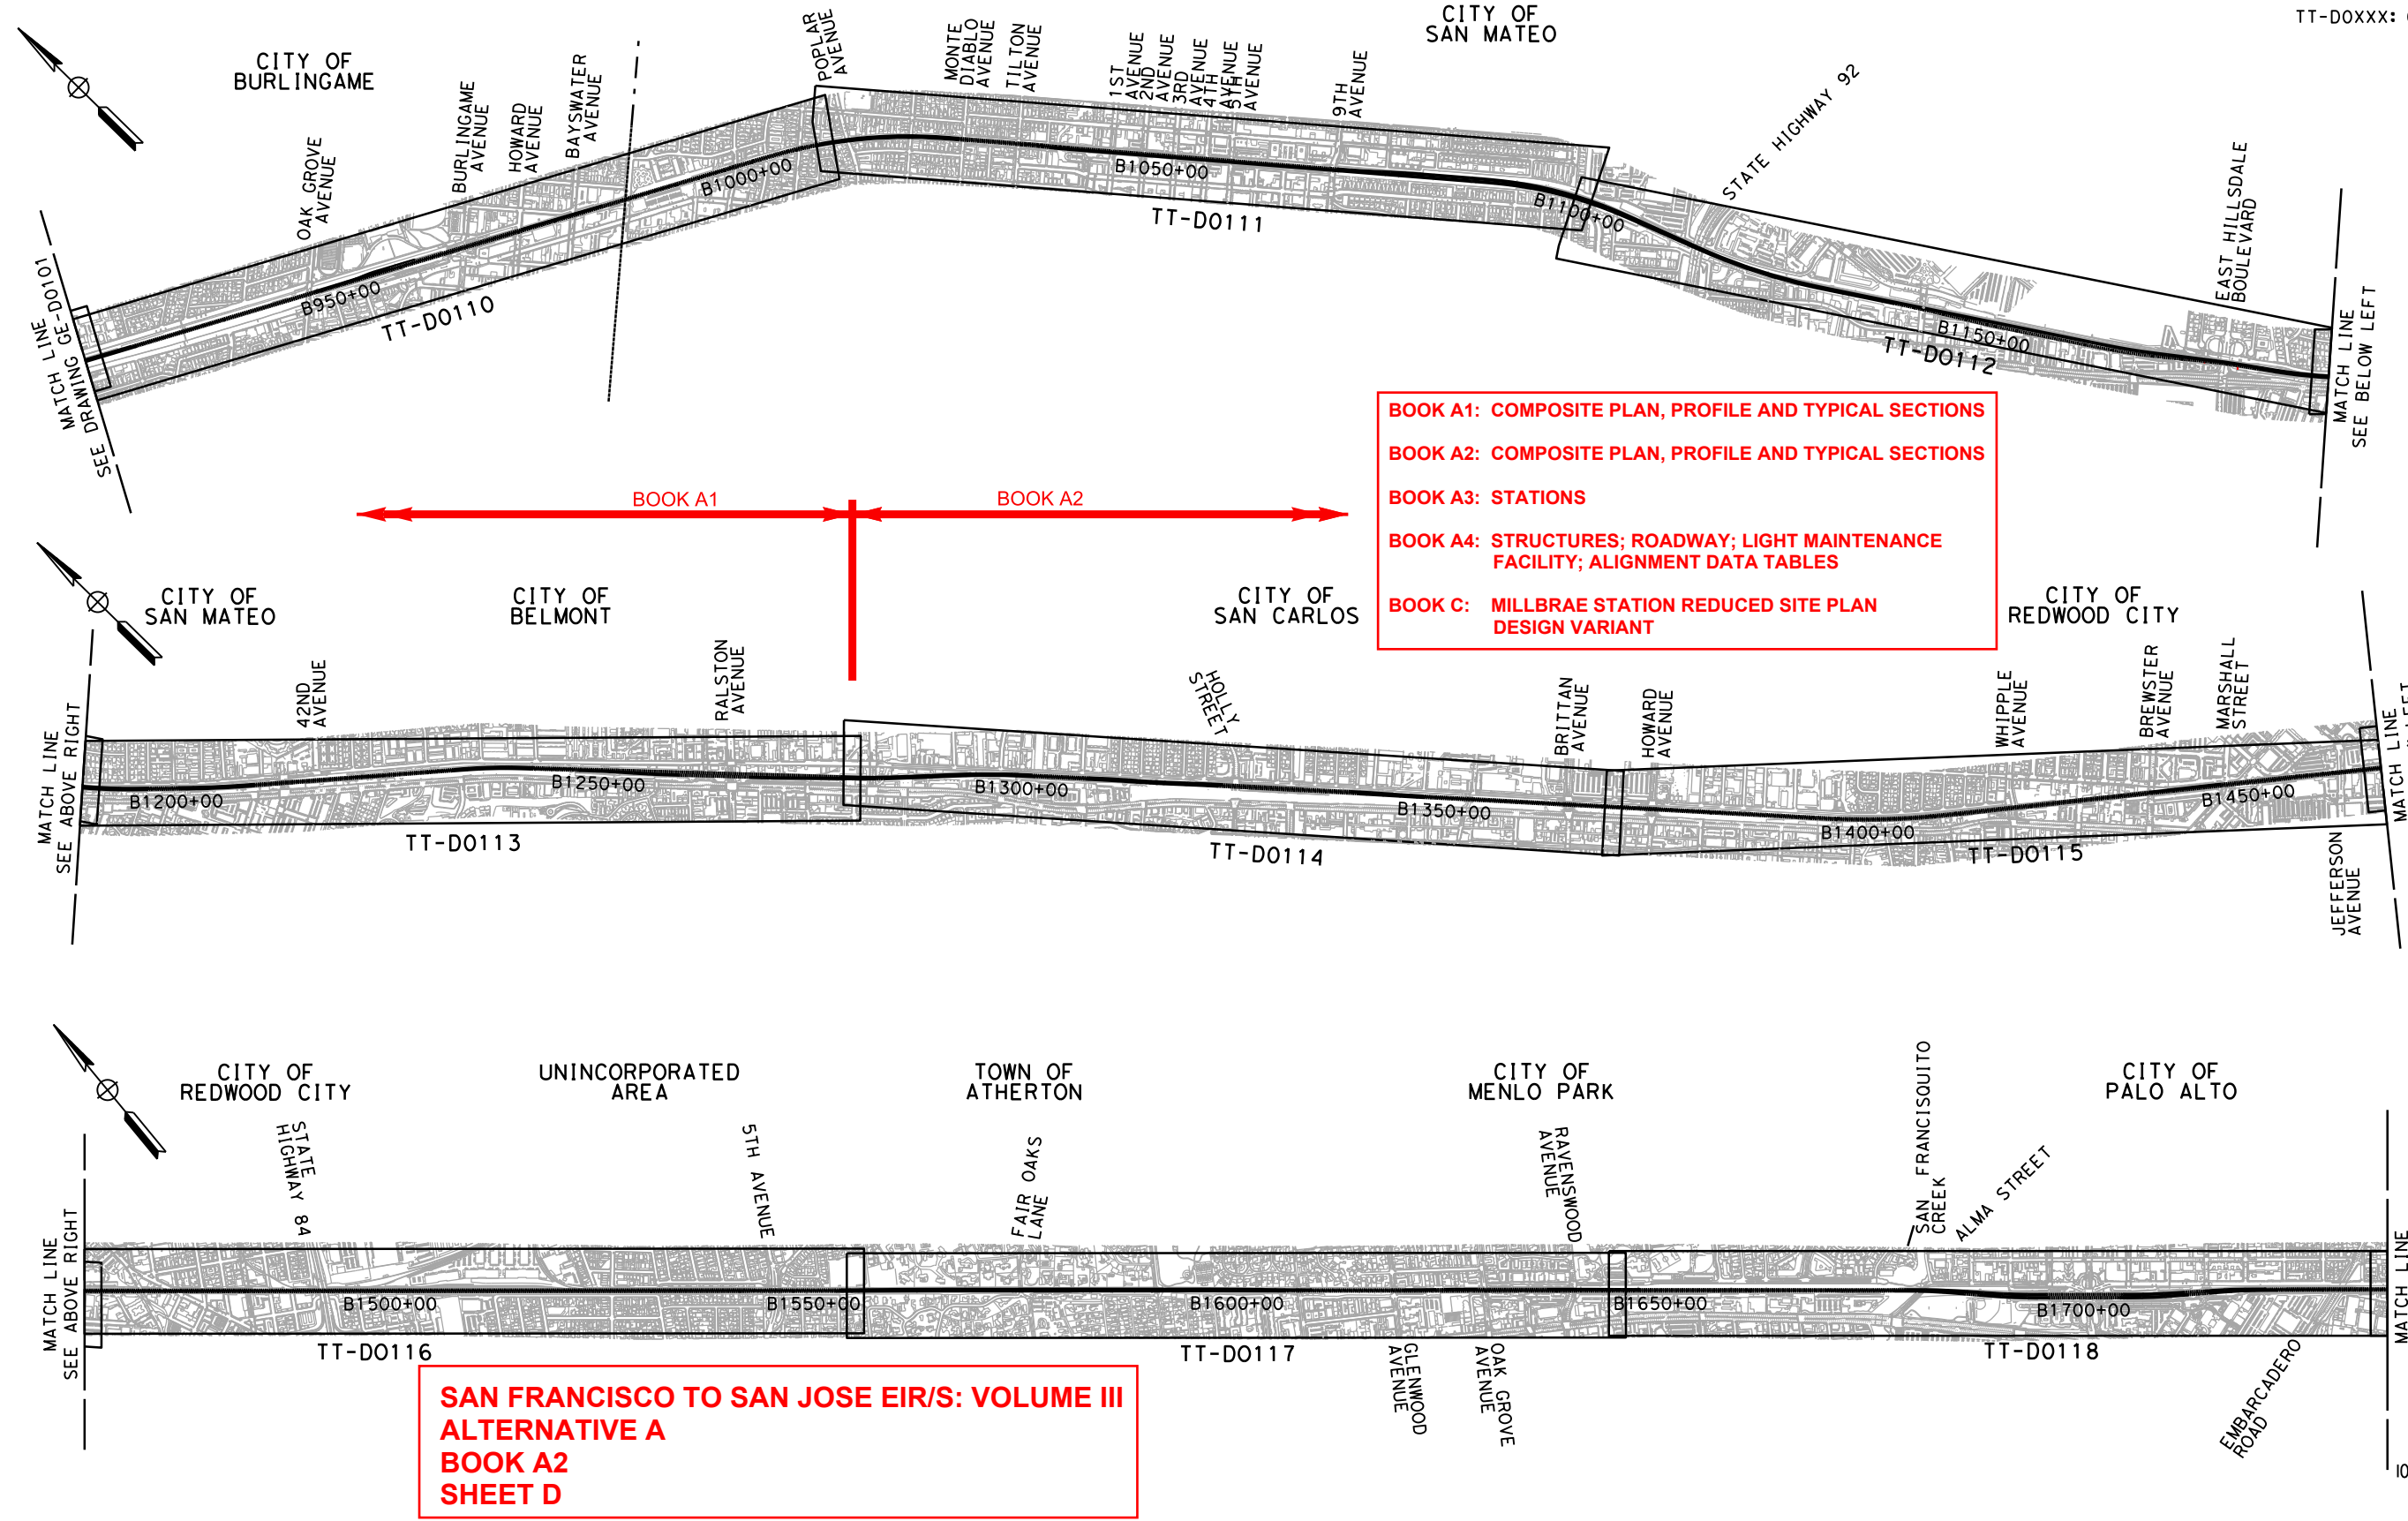 TT-D0XXX:
CITY OF
BURLINGAME
CITY OF
SAN MATEO
OAK GROVE
AVENUE
BURLINGAME
AVENUE
HOWARD
AVENUE
BAYSWATER
AVENUE
POPLAR
AVENUE
MONTE
DIABLO
AVENUE
TILTON
AVENUE
1ST
AVENUE
2ND
AVENUE
3RD
AVENUE
4TH
AVENUE
5TH
AVENUE
9TH
AVENUE
STATE HIGHWAY 92
EAST HILLSDALE
BOULEVARD
MATCH LINE
SEE DRAWING GE-D0101
B950+00
B1000+00
B1050+00
B1100+00
B1150+00
TT-D0110
TT-D0111
TT-D0112
MATCH LINE
SEE BELOW LEFT
BOOK A1: COMPOSITE PLAN, PROFILE AND TYPICAL SECTIONS
BOOK A2: COMPOSITE PLAN, PROFILE AND TYPICAL SECTIONS
BOOK A3: STATIONS
BOOK A4: STRUCTURES; ROADWAY; LIGHT MAINTENANCE
FACILITY; ALIGNMENT DATA TABLES
BOOK C: MILLBRAE STATION REDUCED SITE PLAN
DESIGN VARIANT
BOOK A1
BOOK A2
CITY OF
SAN MATEO
CITY OF
BELMONT
CITY OF
SAN CARLOS
CITY OF
REDWOOD CITY
42ND
AVENUE
RALSTON
AVENUE
HOLLY
STREET
BRITTAN
AVENUE
HOWARD
AVENUE
WHIPPLE
AVENUE
BREWSTER
AVENUE
MARSHALL
STREET
JEFFERSON
AVENUE
MATCH LINE
SEE ABOVE RIGHT
B1200+00
B1250+00
B1300+00
B1350+00
B1400+00
B1450+00
TT-D0113
TT-D0114
TT-D0115
MATCH LINE
CITY OF
REDWOOD CITY
UNINCORPORATED
AREA
TOWN OF
ATHERTON
CITY OF
MENLO PARK
CITY OF
PALO ALTO
STATE
HIGHWAY 84
5TH AVENUE
FAIR OAKS
LANE
RAVENSWOOD
AVENUE
SAN FRANCISQUITO
CREEK
ALMA STREET
MATCH LINE
SEE ABOVE RIGHT
B1500+00
B1550+00
B1600+00
B1650+00
B1700+00
TT-D0116
TT-D0117
TT-D0118
GLENWOOD
AVENUE
OAK GROVE
AVENUE
EMBARCADERO
ROAD
MATCH LINE
10
SAN FRANCISCO TO SAN JOSE EIR/S: VOLUME III
ALTERNATIVE A
BOOK A2
SHEET D